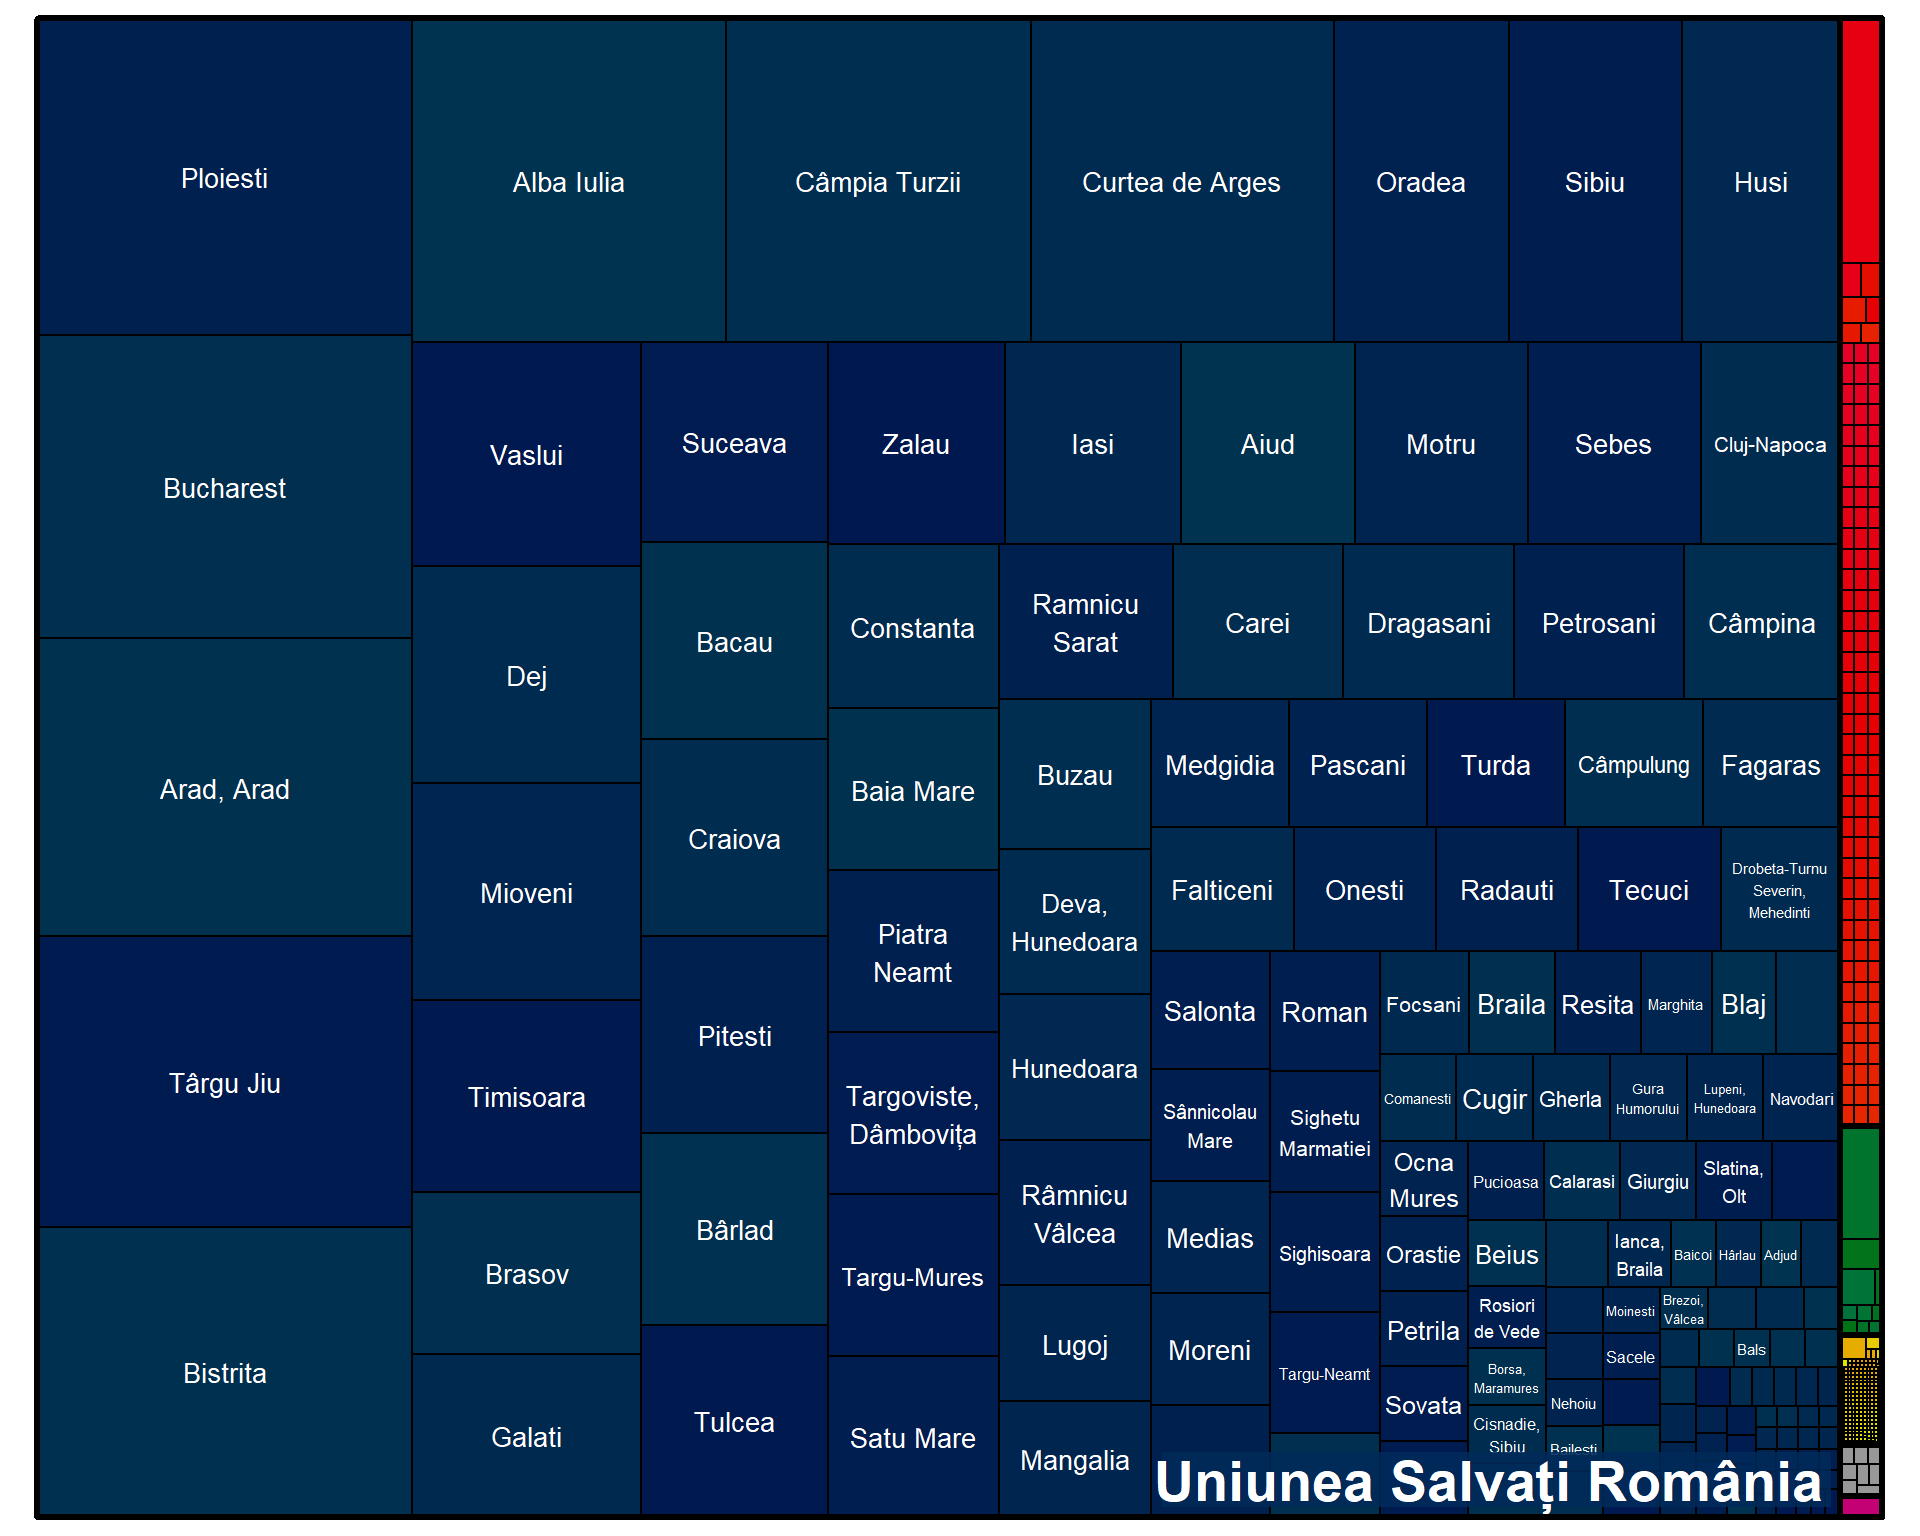 Ploiesti
Alba Iulia
Câmpia Turzii
Curtea de Arges
Oradea
Sibiu
Husi
Bucharest
Vaslui
Suceava
Zalau
Iasi
Aiud
Motru
Sebes
Cluj-Napoca
Ramnicu
Sarat
Carei
Dragasani
Petrosani
Câmpina
Constanta
Bacau
Dej
Arad, Arad
Baia Mare
Buzau
Medgidia
Pascani
Turda
Câmpulung
Fagaras
Craiova
Mioveni
Piatra
Neamt
Deva,
Hunedoara
Falticeni
Onesti
Radauti
Tecuci
Drobeta-Turnu
Severin,
Mehedinti
Târgu Jiu
Timisoara
Pitesti
Targoviste,
Dâmbovița
Hunedoara
Salonta
Roman
Focsani
Braila
Resita
Marghita
Blaj
Sânnicolau
Mare
Sighetu
Marmatiei
Comanesti
Cugir
Gherla
Gura
Humorului
Lupeni,
Hunedoara
Navodari
Ocna
Mures
Pucioasa
Calarasi
Giurgiu
Slatina,
Olt
Râmnicu
Vâlcea
Medias
Sighisoara
Orastie
Beius
Ianca,
Braila
Baicoi
Hârlau
Adjud
Brasov
Bârlad
Targu-Mures
Lugoj
Moreni
Targu-Neamt
Petrila
Rosiori
de Vede
Moinesti
Brezoi,
Vâlcea
Sacele
Bals
Borsa,
Maramures
Bistrita
Galati
Tulcea
Satu Mare
Mangalia
Sovata
Cisnadie,
Sibiu
Nehoiu
Bailesti
Uniunea Salvați România